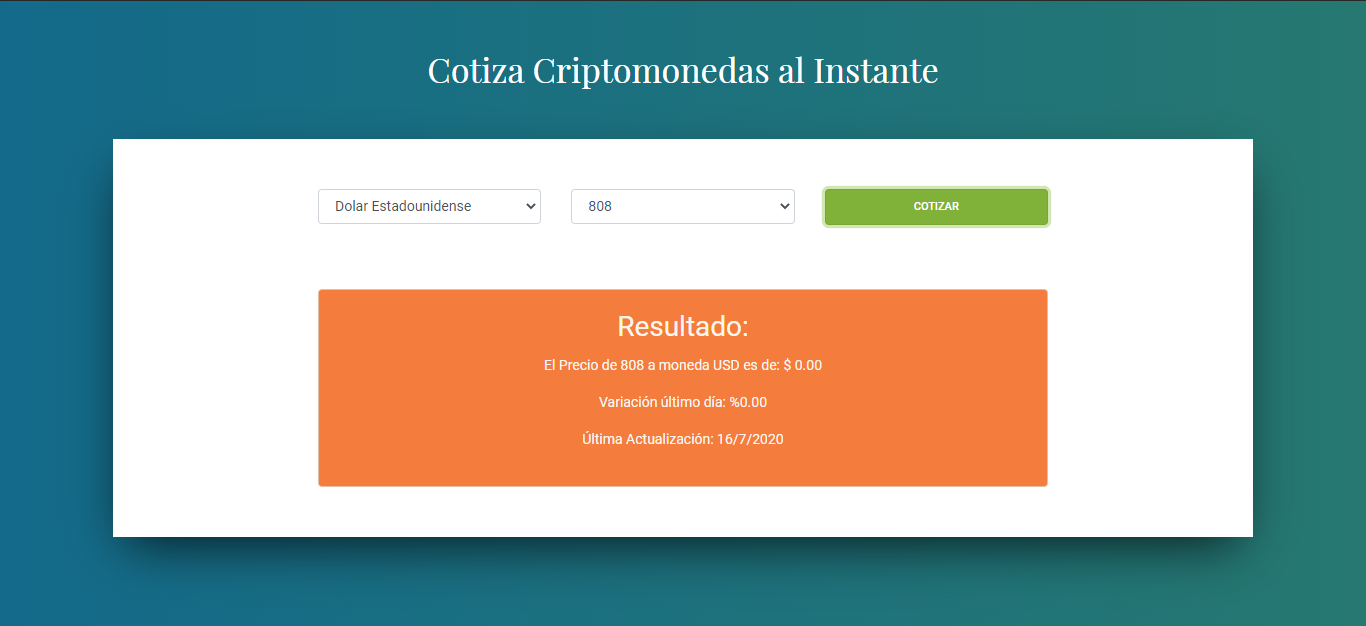 Cotiza Criptomonedas al Instante
Dolar Estadounidense
808
COTIZAR
Resultado:
El Precio de 808 a moneda USD es de: $ 0.00
Variación último día: %0.00
Última Actualización: 16/7/2020